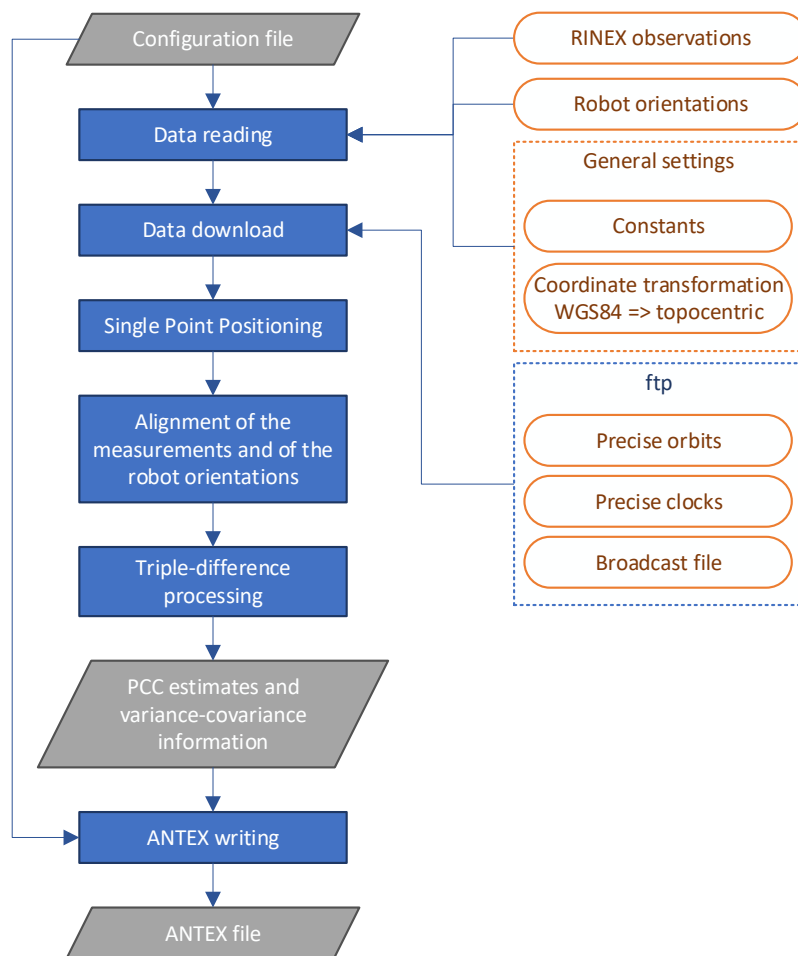 Configuration file
Data reading
Data download
Single Point Positioning
Alignment of the
measurements and of the
robot orientations
Triple-difference
processing
PCC estimates and
variance-covariance
information
ANTEX writing
ANTEX file
RINEX observations
Robot orientations
General settings
Constants
Coordinate transformation
WGS84 => topocentric
ftp
Precise orbits
Precise clocks
Broadcast file